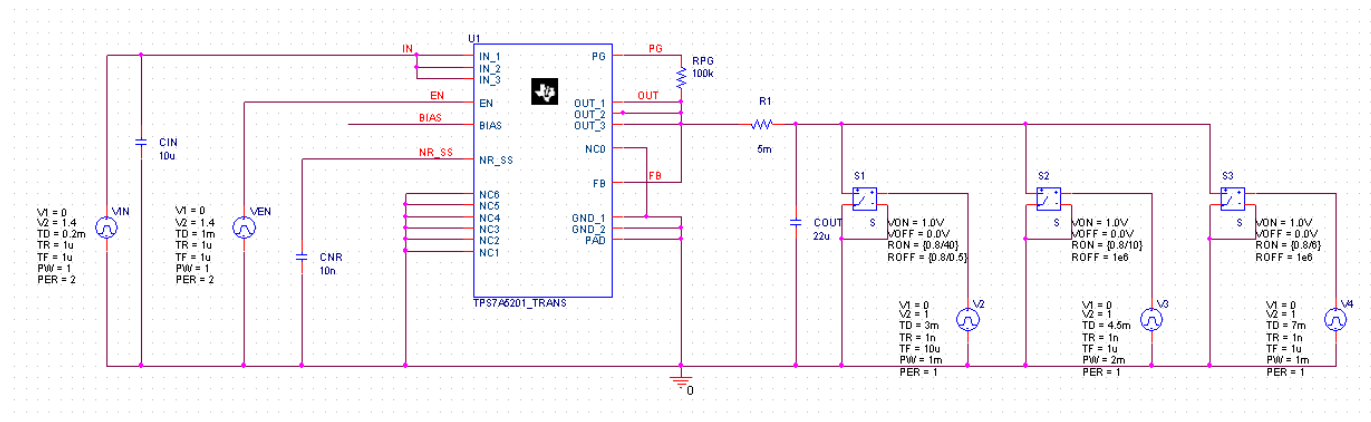 U1
IN
IN_1
IN_2
IN_3
EN
EN
BIAS
BIAS
NR_SS
NR_SS
NC6
NC5
NC4
NC3
NC2
NC1
PG
PG
OUT_1
OUT
OUT_2
OUT_3
NC0
FB
FB
GND_1
GND_2
PAD
TPS7A5201_TRANS
RPG
100k
R1
5m
CIN
10u
VIN
V1 = 0
V2 = 1.4
TD = 0.2m
TR = 1u
TF = 1u
PW = 1
PER = 2
VEN
V1 = 0
V2 = 1.4
TD = 1m
TR = 1u
TF = 1u
PW = 1
PER = 2
CNR
10n
COUT
22u
0
S1
S
VON = 1.0V
VOFF = 0.0V
RON = {0.8/40}
ROFF = {0.8/0.5}
V2
V1 = 0
V2 = 1
TD = 3m
TR = 1n
TF = 10u
PW = 1m
PER = 1
S2
S
VON = 1.0V
VOFF = 0.0V
RON = {0.8/10}
ROFF = 1e6
V3
V1 = 0
V2 = 1
TD = 4.5m
TR = 1n
TF = 1u
PW = 2m
PER = 1
S3
S
VON = 1.0V
VOFF = 0.0V
RON = {0.8/6}
ROFF = 1e6
V4
V1 = 0
V2 = 1
TD = 7m
TR = 1n
TF = 1u
PW = 1m
PER = 1